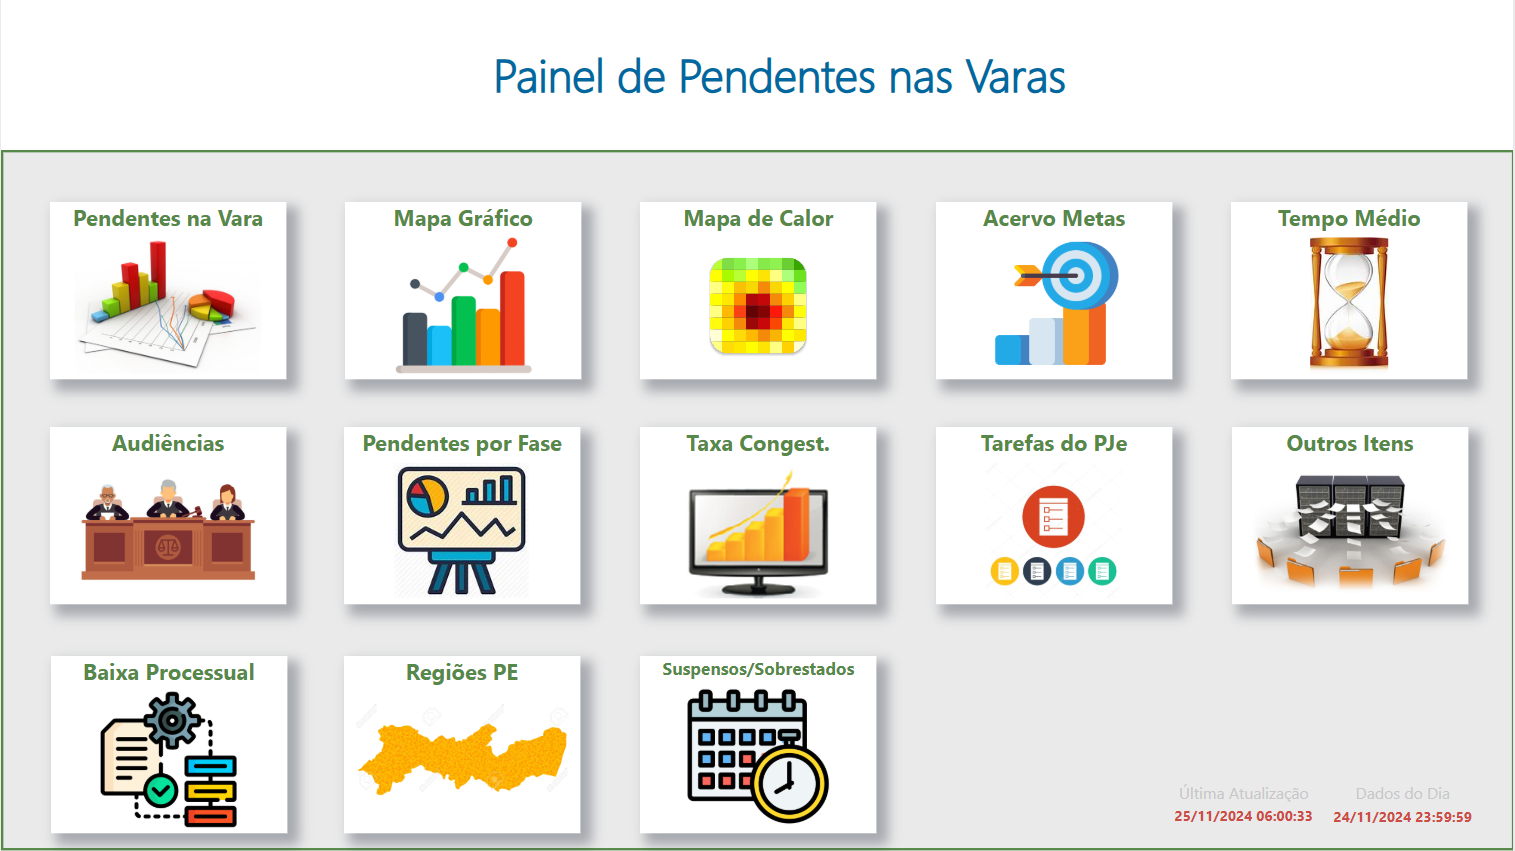 Painel de Pendentes nas Varas
Pendentes na Vara
Mapa Gráfico
Mapa de Calor
Acervo Metas
Tempo Médio
Audiências
Pendentes por Fase
Taxa Congest.
Tarefas do PJe
Outros Itens
Baixa Processual
Regiões PE
Suspensos/Sobrestados
Última Atualização
25/11/2024 06:00:33
Dados do Dia
24/11/2024 23:59:59